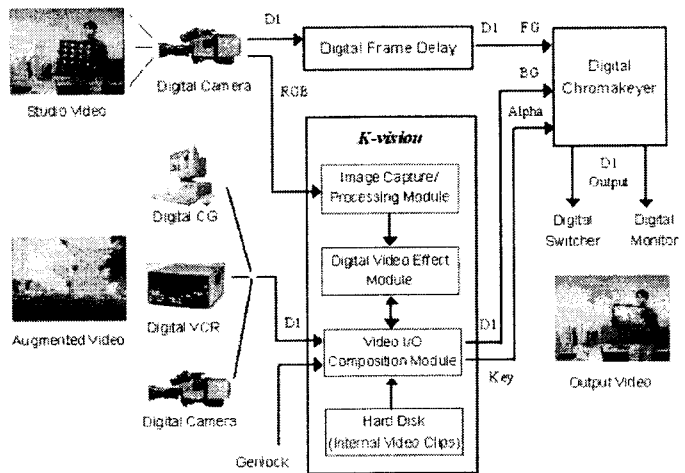 D1
Digital Frame Delay
D1
FG
Digital
Chromakeyer
BG
Alpha
Digital Camera
RGB
Studio Video
K-vision
Image Capture/
Processing Module
D1
Output
Digital CG
Digital
Switcher
Digital
Monitor
Digital Video Effect
Module
Augmented Video
Digital VCR
D1
Video I/O
Composition Module
D1
Key
Output Video
Digital Camera
Hard Disk
(Internal Video Clips)
Genlock